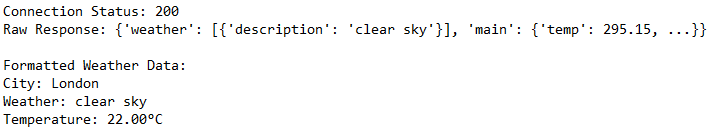 Connection Status: 200
Raw Response: {'weather': [{'description': 'clear sky'}], 'main': {'temp': 295.15, ...}}
Formatted Weather Data:
City: London
Weather: clear sky
Temperature: 22.00°C